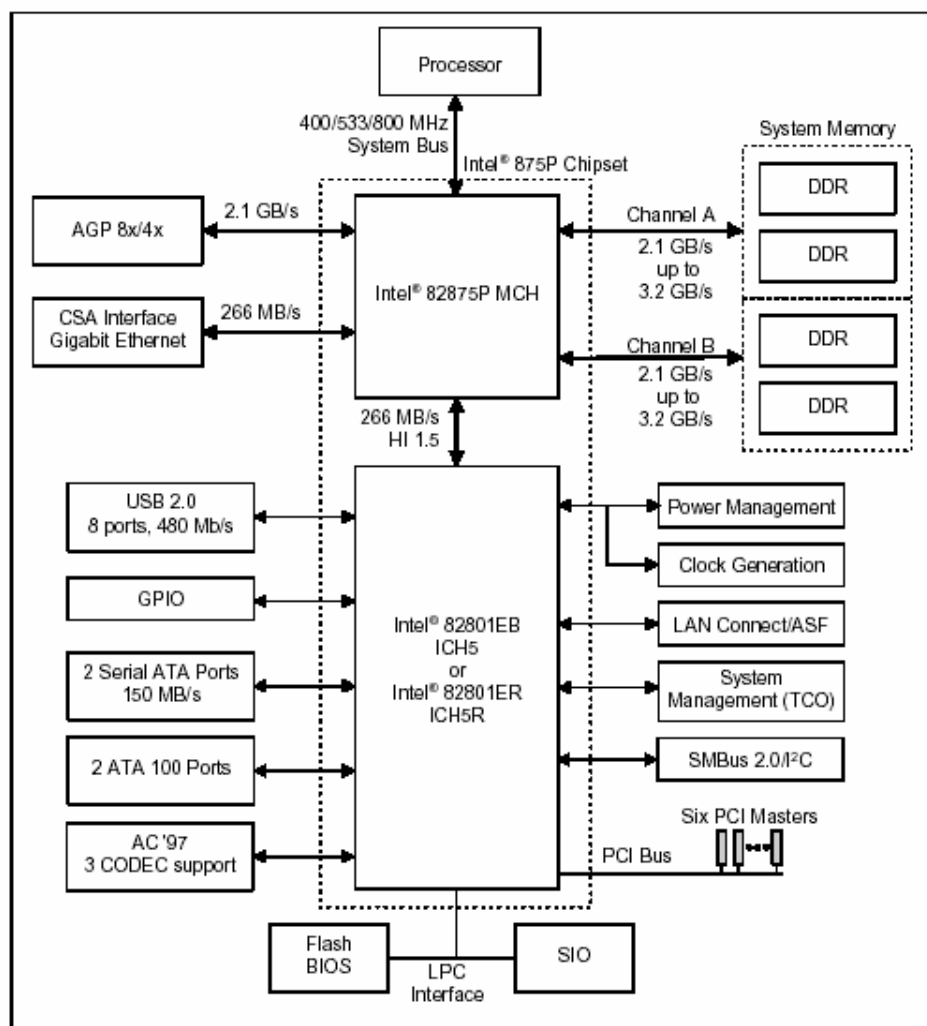 Processor
400/533/800 MHz
System Bus
Intel® 875P Chipset
System Memory
DDR
DDR
DDR
DDR
AGP 8x/4x
2.1 GB/s
Intel® 82875P MCH
Channel A
2.1 GB/s
up to
3.2 GB/s
CSA Interface
Gigabit Ethernet
266 MB/s
Channel B
2.1 GB/s
up to
3.2 GB/s
266 MB/s
HI 1.5
USB 2.0
8 ports, 480 Mb/s
GPIO
2 Serial ATA Ports
150 MB/s
2 ATA 100 Ports
AC '97
3 CODEC support
Intel® 82801EB
ICH5
or
Intel® 82801ER
ICH5R
Power Management
Clock Generation
LAN Connect/ASF
System
Management (TCO)
SMBus 2.0/I²C
Six PCI Masters
PCI Bus
Flash
BIOS
LPC
Interface
SIO